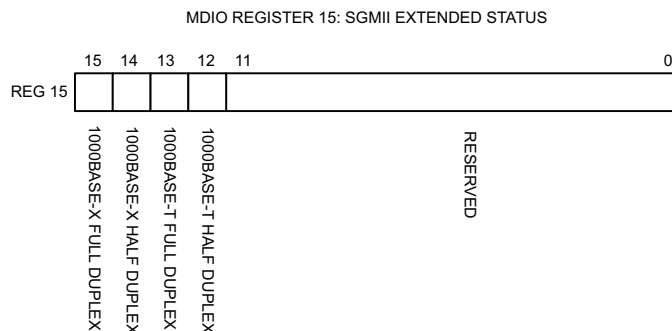 MDIO REGISTER 15: SGMII EXTENDED STATUS
15 14 13 12 11 0
REG 15
1000BASE-X FULL DUPLEX
1000BASE-X HALF DUPLEX
1000BASE-T FULL DUPLEX
1000BASE-T HALF DUPLEX
RESERVED